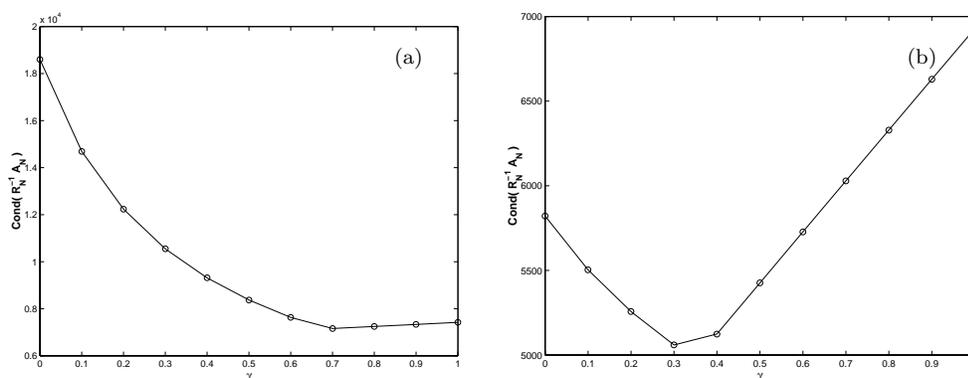 x 10^4
2
1.8
1.6
1.4
1.2
1
0.8
0.6
Cond( R_N^{-1} A_N )
0 0.1 0.2 0.3 0.4 0.5 0.6 0.7 0.8 0.9 1
γ
(a)
7000
6500
6000
5500
5000
Cond( R_N^{-1} A_N )
0 0.1 0.2 0.3 0.4 0.5 0.6 0.7 0.8 0.9
γ
(b)